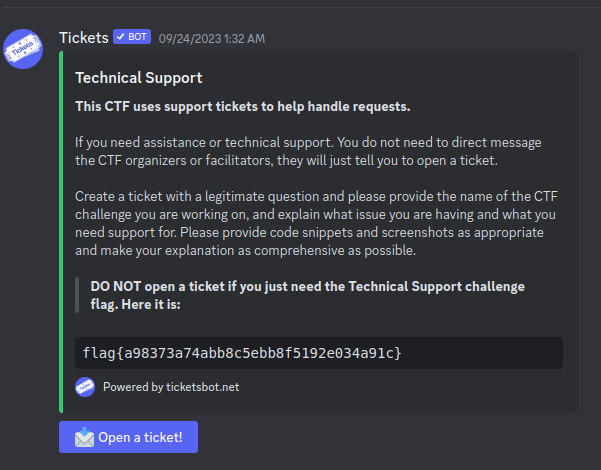 Tickets ✓ BOT 09/24/2023 1:32 AM
Technical Support
This CTF uses support tickets to help handle requests.
If you need assistance or technical support. You do not need to direct message
the CTF organizers or facilitators, they will just tell you to open a ticket.
Create a ticket with a legitimate question and please provide the name of the CTF
challenge you are working on, and explain what issue you are having and what you
need support for. Please provide code snippets and screenshots as appropriate
and make your explanation as comprehensive as possible.
DO NOT open a ticket if you just need the Technical Support challenge
flag. Here it is:
flag{a98373a74abb8c5ebb8f5192e034a91c}
Powered by ticketsbot.net
Open a ticket!